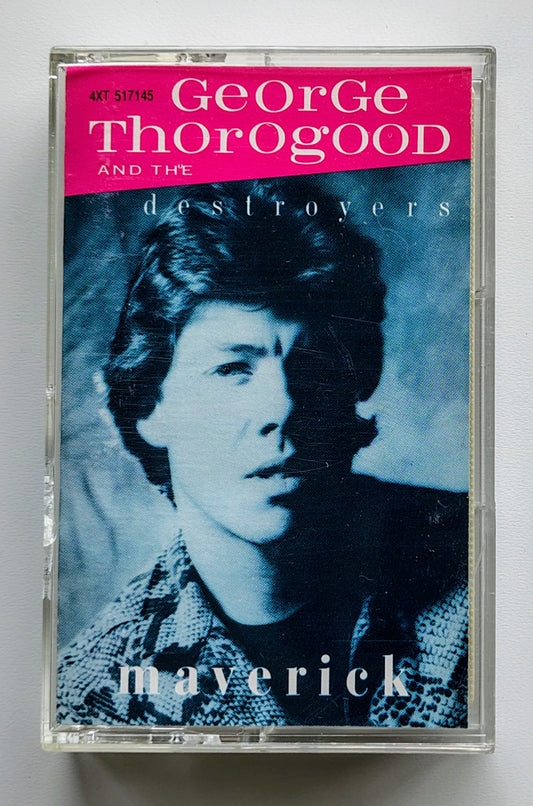 4XT 517145 GeOrGe
ThOrOgOOD
AND THE
destroyers
maverick